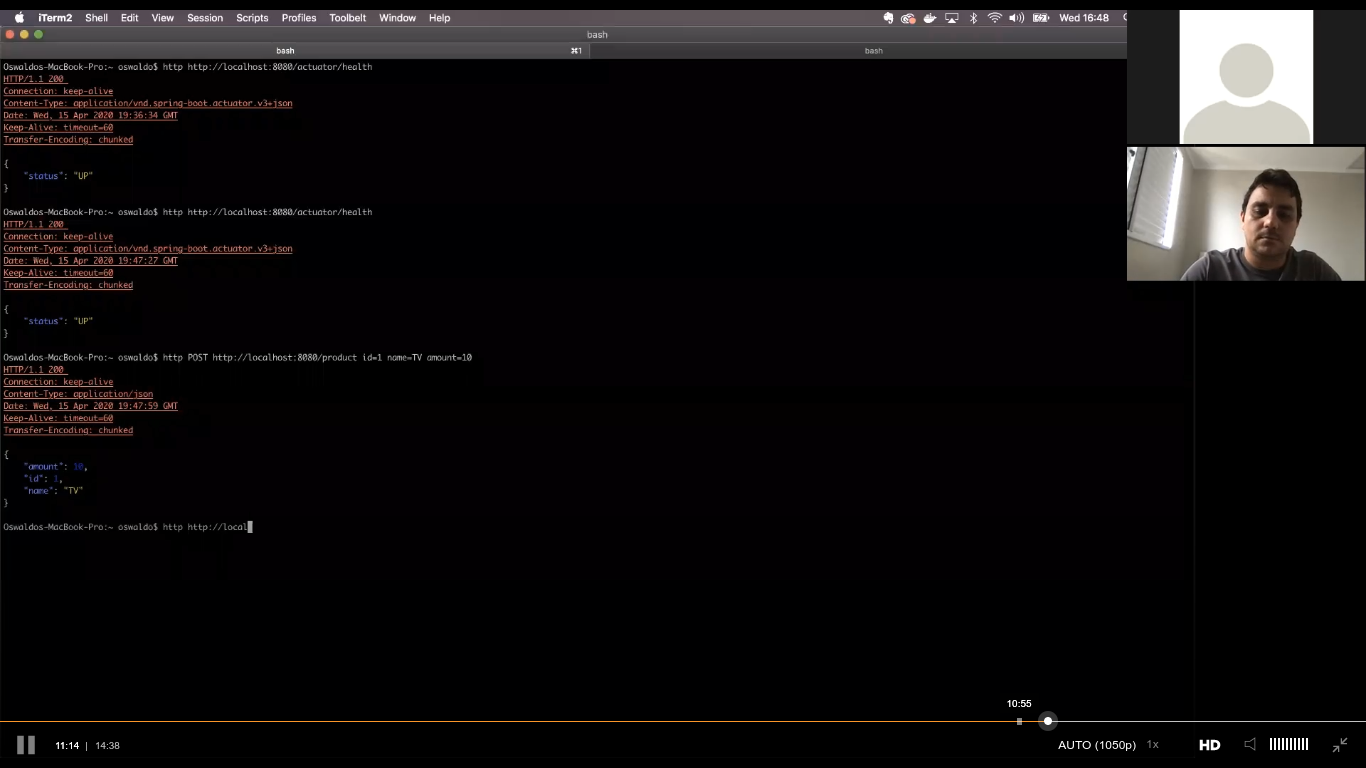 iTerm2 Shell Edit View Session Scripts Profiles Toolbelt Window Help Wed 16:48
bash
bash ⌘1 bash
Oswaldos-MacBook-Pro:~ oswaldo$ http http://localhost:8080/actuator/health
HTTP/1.1 200
Connection: keep-alive
Content-Type: application/vnd.spring-boot.actuator.v3+json
Date: Wed, 15 Apr 2020 19:36:34 GMT
Keep-Alive: timeout=60
Transfer-Encoding: chunked
{
"status": "UP"
}
Oswaldos-MacBook-Pro:~ oswaldo$ http http://localhost:8080/actuator/health
HTTP/1.1 200
Connection: keep-alive
Content-Type: application/vnd.spring-boot.actuator.v3+json
Date: Wed, 15 Apr 2020 19:47:27 GMT
Keep-Alive: timeout=60
Transfer-Encoding: chunked
{
"status": "UP"
}
Oswaldos-MacBook-Pro:~ oswaldo$ http POST http://localhost:8080/product id=1 name=TV amount=10
HTTP/1.1 200
Connection: keep-alive
Content-Type: application/json
Date: Wed, 15 Apr 2020 19:47:59 GMT
Keep-Alive: timeout=60
Transfer-Encoding: chunked
{
"amount": 10,
"id": 1,
"name": "TV"
}
Oswaldos-MacBook-Pro:~ oswaldo$ http http://local
10:55
11:14 | 14:38 AUTO (1050p) 1x HD